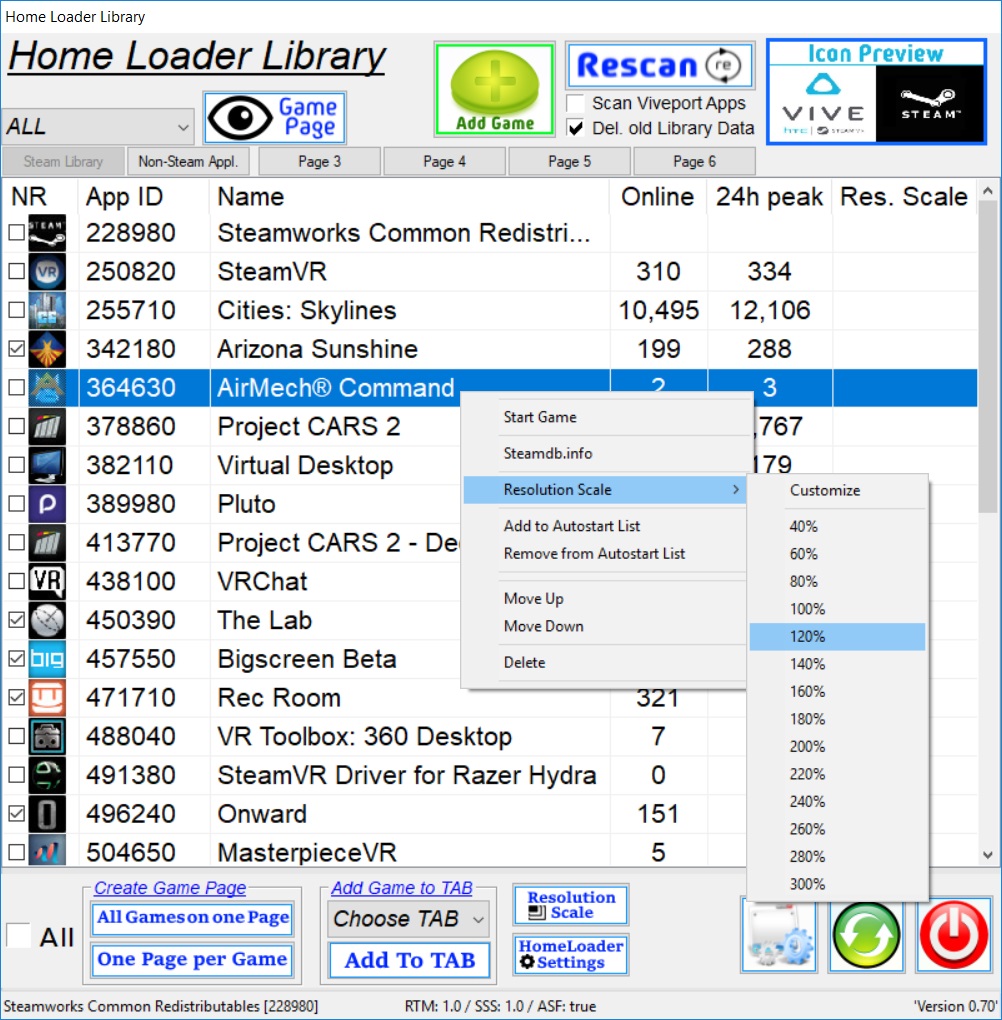 Home Loader Library
Home Loader Library
ALL
Game
Page
Add Game
Rescan re
Scan Viveport Apps
Del. old Library Data
Icon Preview
VIVE
htc STEAMVR
STEAM™
Steam Library Non-Steam Appl. Page 3 Page 4 Page 5 Page 6
NR App ID Name Online 24h peak Res. Scale
STEAM 228980 Steamworks Common Redistri...
VR 250820 SteamVR 310 334
255710 Cities: Skylines 10,495 12,106
342180 Arizona Sunshine 199 288
364630 AirMech® Command 2 3
378860 Project CARS 2 ,767
382110 Virtual Desktop 179
P 389980 Pluto
413770 Project CARS 2 - De
VR 438100 VRChat
450390 The Lab
big 457550 Bigscreen Beta
471710 Rec Room 321
488040 VR Toolbox: 360 Desktop 7
491380 SteamVR Driver for Razer Hydra 0
496240 Onward 151
504650 MasterpieceVR 5
Start Game
Steamdb.info
Resolution Scale
Add to Autostart List
Remove from Autostart List
Move Up
Move Down
Delete
Customize
40%
60%
80%
100%
120%
140%
160%
180%
200%
220%
240%
260%
280%
300%
All
Create Game Page
All Games on one Page
One Page per Game
Add Game to TAB
Choose TAB
Add To TAB
Resolution
Scale
HomeLoader
Settings
Steamworks Common Redistributables [228980] RTM: 1.0 / SSS: 1.0 / ASF: true 'Version 0.70'